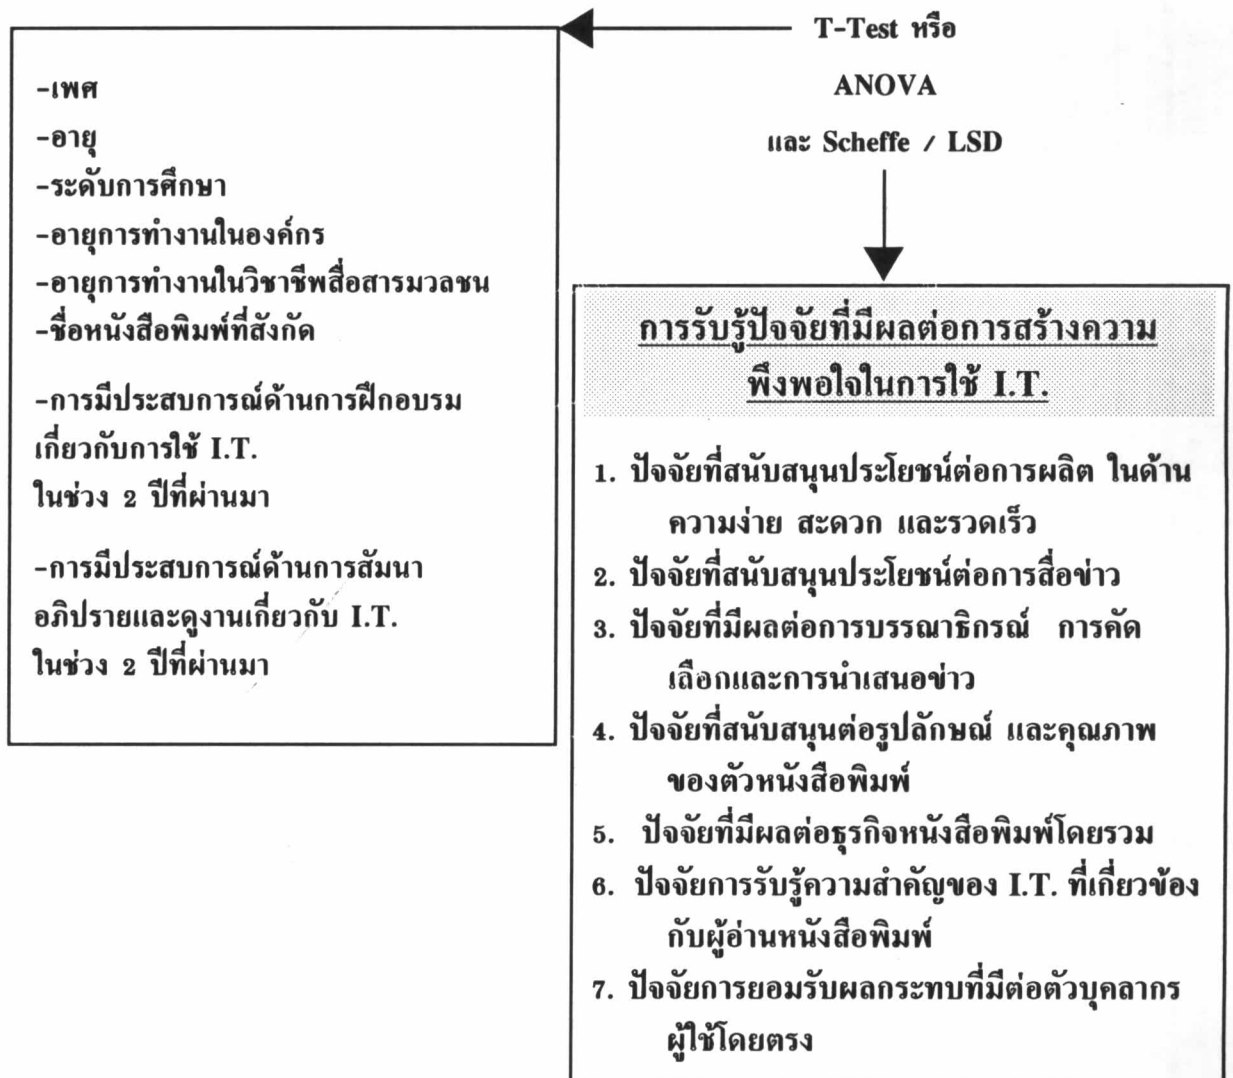 T-Test หรือ
ANOVA
และ Scheffe / LSD
-เพศ
-อายุ
-ระดับการศึกษา
-อายุการทำงานในองค์กร
-อายุการทำงานในวิชาชีพสื่อสารมวลชน
-ชื่อหนังสือพิมพ์ที่สังกัด
-การมีประสบการณ์ด้านการฝึกอบรม
เกี่ยวกับการใช้ I.T.
ในช่วง 2 ปีที่ผ่านมา
-การมีประสบการณ์ด้านการสัมนา
อภิปรายและดูงานเกี่ยวกับ I.T.
ในช่วง 2 ปีที่ผ่านมา
การรับรู้ปัจจัยที่มีผลต่อการสร้างความ
พึงพอใจในการใช้ I.T.
1. ปัจจัยที่สนับสนุนประโยชน์ต่อการผลิต ในด้าน
ความง่าย สะดวก และรวดเร็ว
2. ปัจจัยที่สนับสนุนประโยชน์ต่อการสื่อข่าว
3. ปัจจัยที่มีผลต่อการบรรณาธิกรณ์ การคัด
เลือกและการนำเสนอข่าว
4. ปัจจัยที่สนับสนุนต่อรูปลักษณ์ และคุณภาพ
ของตัวหนังสือพิมพ์
5. ปัจจัยที่มีผลต่อธุรกิจหนังสือพิมพ์โดยรวม
6. ปัจจัยการรับรู้ความสำคัญของ I.T. ที่เกี่ยวข้อง
กับผู้อ่านหนังสือพิมพ์
7. ปัจจัยการยอมรับผลกระทบที่มีต่อตัวบุคลากร
ผู้ใช้โดยตรง